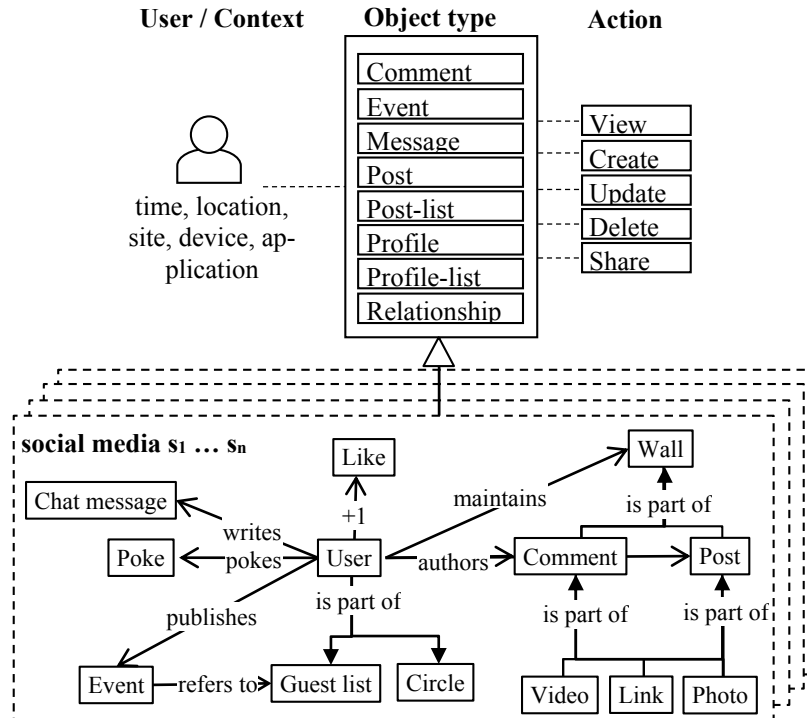 User / Context
Object type
Action
Comment
Event
Message
Post
Post-list
Profile
Profile-list
Relationship
time, location,
site, device, ap-
plication
View
Create
Update
Delete
Share
social media s1 … sn
Like
Wall
Chat message
+1
maintains
is part of
writes
Poke
pokes
User
authors
Comment
Post
publishes
is part of
is part of
is part of
Event
refers to
Guest list
Circle
Video
Link
Photo